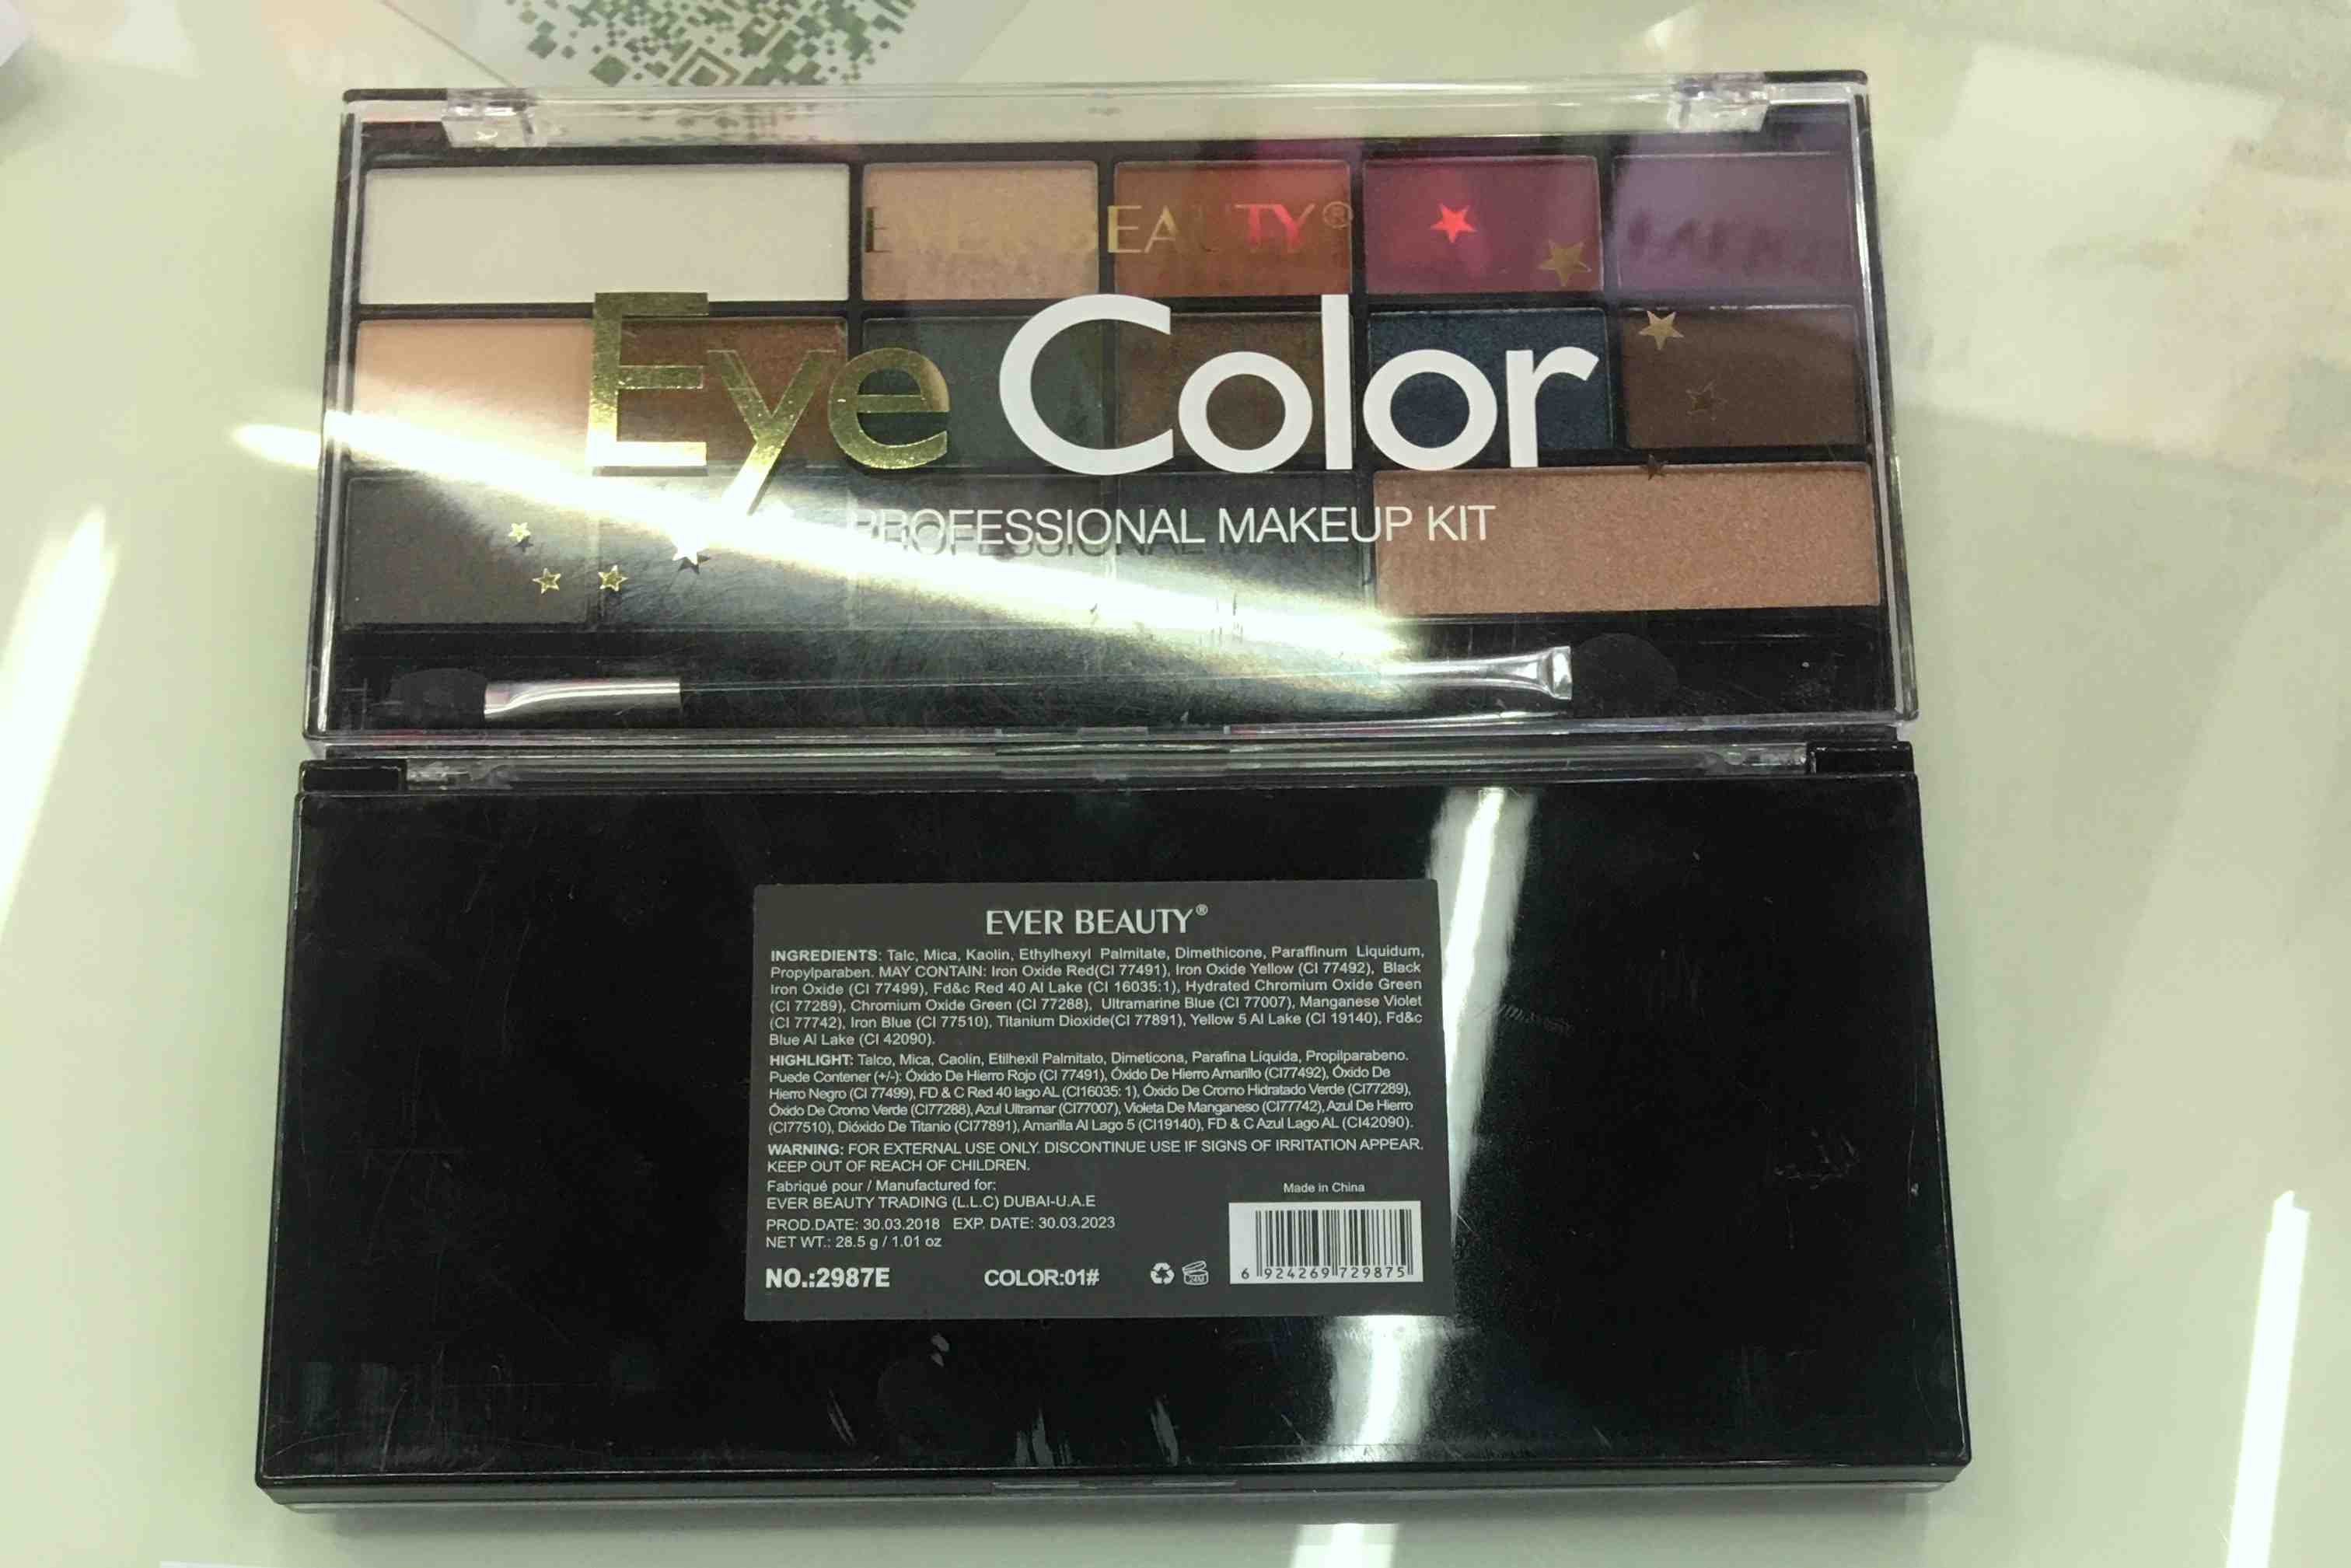 EVER BEAUTY®
Eye Color
PROFESSIONAL MAKEUP KIT
EVER BEAUTY®
INGREDIENTS: Talc, Mica, Kaolin, Ethylhexyl Palmitate, Dimethicone, Paraffinum Liquidum,
Propylparaben. MAY CONTAIN: Iron Oxide Red(CI 77491), Iron Oxide Yellow (CI 77492), Black
Iron Oxide (CI 77499), Fd&c Red 40 Al Lake (CI 16035:1), Hydrated Chromium Oxide Green
(CI 77289), Chromium Oxide Green (CI 77288), Ultramarine Blue (CI 77007), Manganese Violet
(CI 77742), Iron Blue (CI 77510), Titanium Dioxide(CI 77891), Yellow 5 Al Lake (CI 19140), Fd&c
Blue Al Lake (CI 42090).
HIGHLIGHT: Talco, Mica, Caolín, Etilhexil Palmitato, Dimeticona, Parafina Líquida, Propilparabeno.
Puede Contener (+/-): Óxido De Hierro Rojo (CI 77491), Óxido De Hierro Amarillo (CI77492), Óxido De
Hierro Negro (CI 77499), FD & C Red 40 lago AL (CI16035: 1), Óxido De Cromo Hidratado Verde (CI77289),
Óxido De Cromo Verde (CI77288), Azul Ultramar (CI77007), Violeta De Manganeso (CI77742), Azul De Hierro
(CI77510), Dióxido De Titanio (CI77891), Amarilla Al Lago 5 (CI19140), FD & C Azul Lago AL (CI42090).
WARNING: FOR EXTERNAL USE ONLY. DISCONTINUE USE IF SIGNS OF IRRITATION APPEAR.
KEEP OUT OF REACH OF CHILDREN.
Fabriqué pour / Manufactured for:
EVER BEAUTY TRADING (L.L.C) DUBAI-U.A.E
PROD.DATE: 30.03.2018 EXP. DATE: 30.03.2023
NET WT.: 28.5 g / 1.01 oz
NO.:2987E
COLOR:01#
24M
Made in China
6 924269 729875